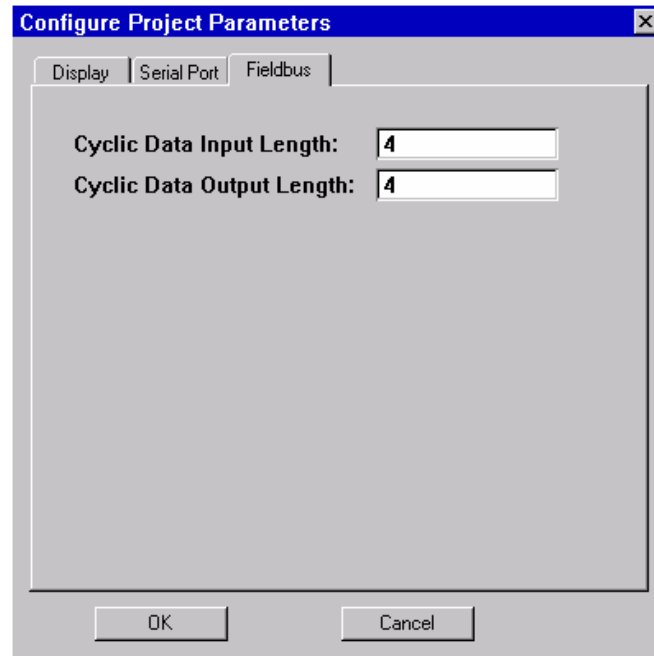 Configure Project Parameters
Display Serial Port Fieldbus
Cyclic Data Input Length: 4
Cyclic Data Output Length: 4
OK Cancel